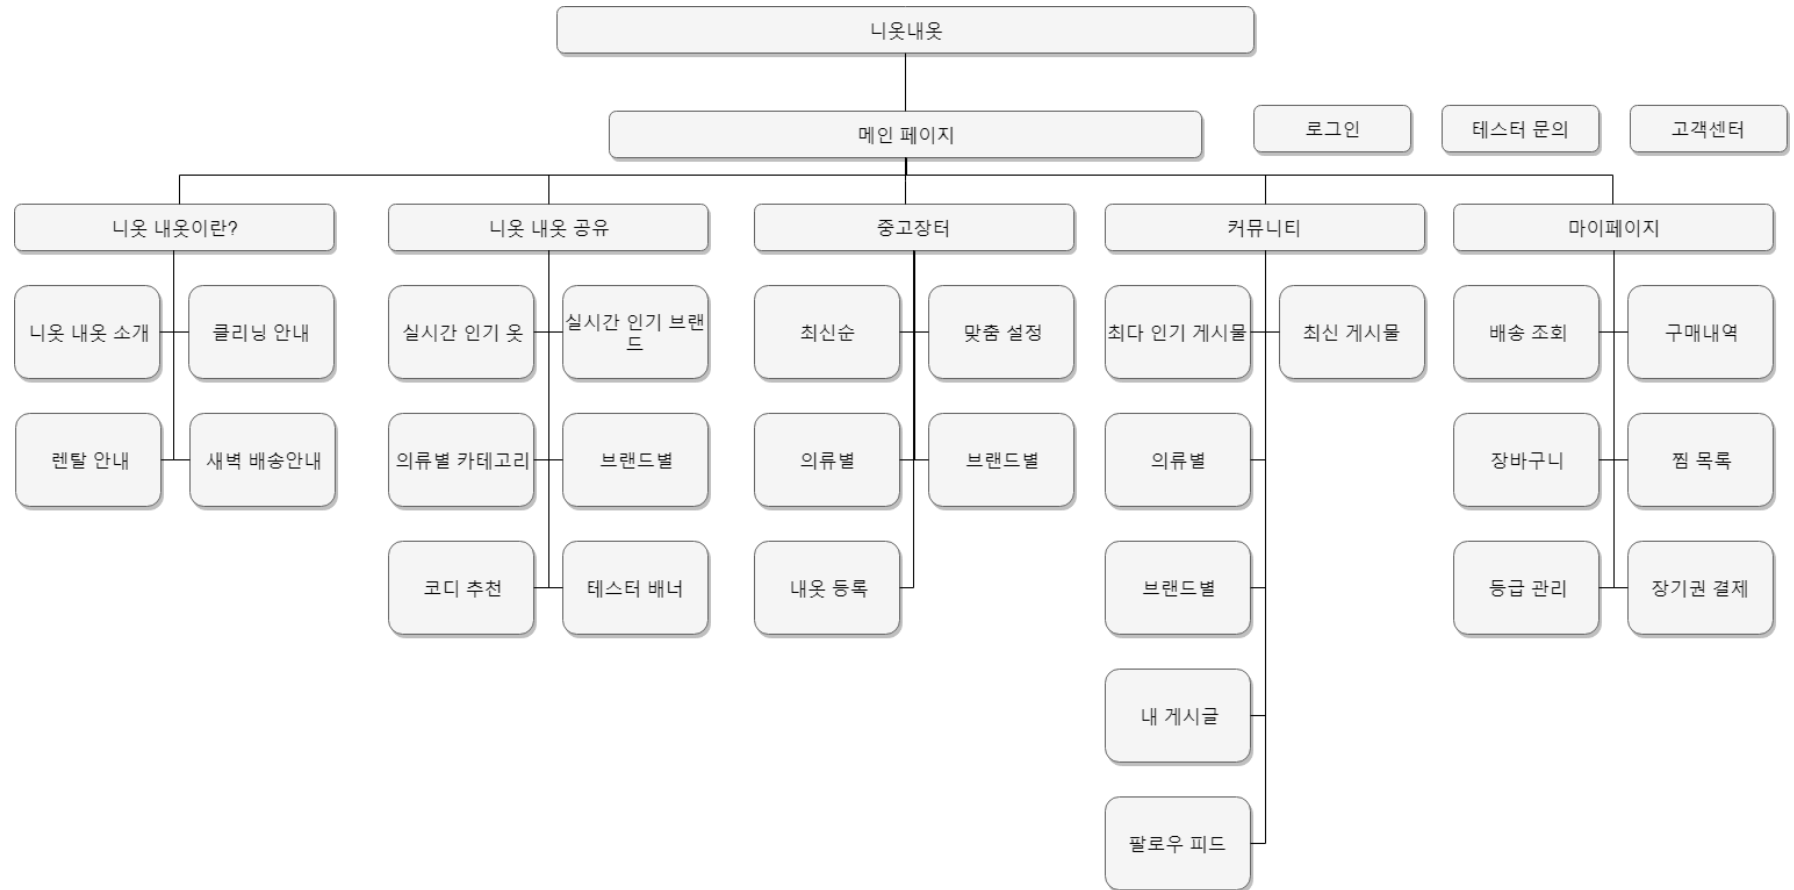 니옷내옷
메인 페이지
로그인
테스터 문의
고객센터
니옷 내옷이란?
니옷 내옷 공유
중고장터
커뮤니티
마이페이지
니옷 내옷 소개
클리닝 안내
실시간 인기 옷
실시간 인기 브랜
드
최신순
맞춤 설정
최다 인기 게시물
최신 게시물
배송 조회
구매내역
렌탈 안내
새벽 배송안내
의류별 카테고리
브랜드별
의류별
브랜드별
의류별
장바구니
찜 목록
코디 추천
테스터 배너
내옷 등록
브랜드별
등급 관리
장기권 결제
내 게시글
팔로우 피드